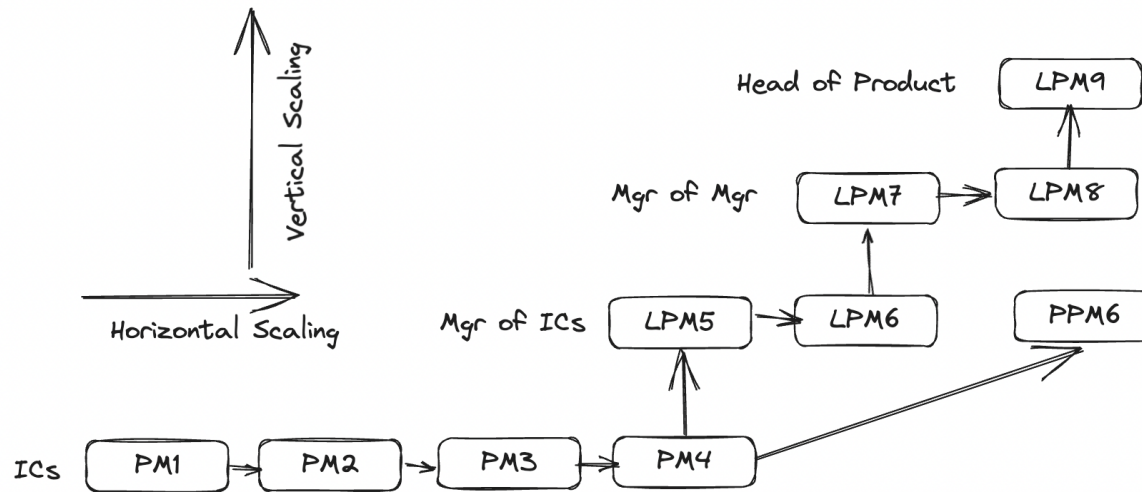 Vertical Scaling
Horizontal Scaling
Head of Product LPM9
Mgr of Mgr LPM7 LPM8
Mgr of ICs LPM5 LPM6 PPM6
ICs PM1 PM2 PM3 PM4